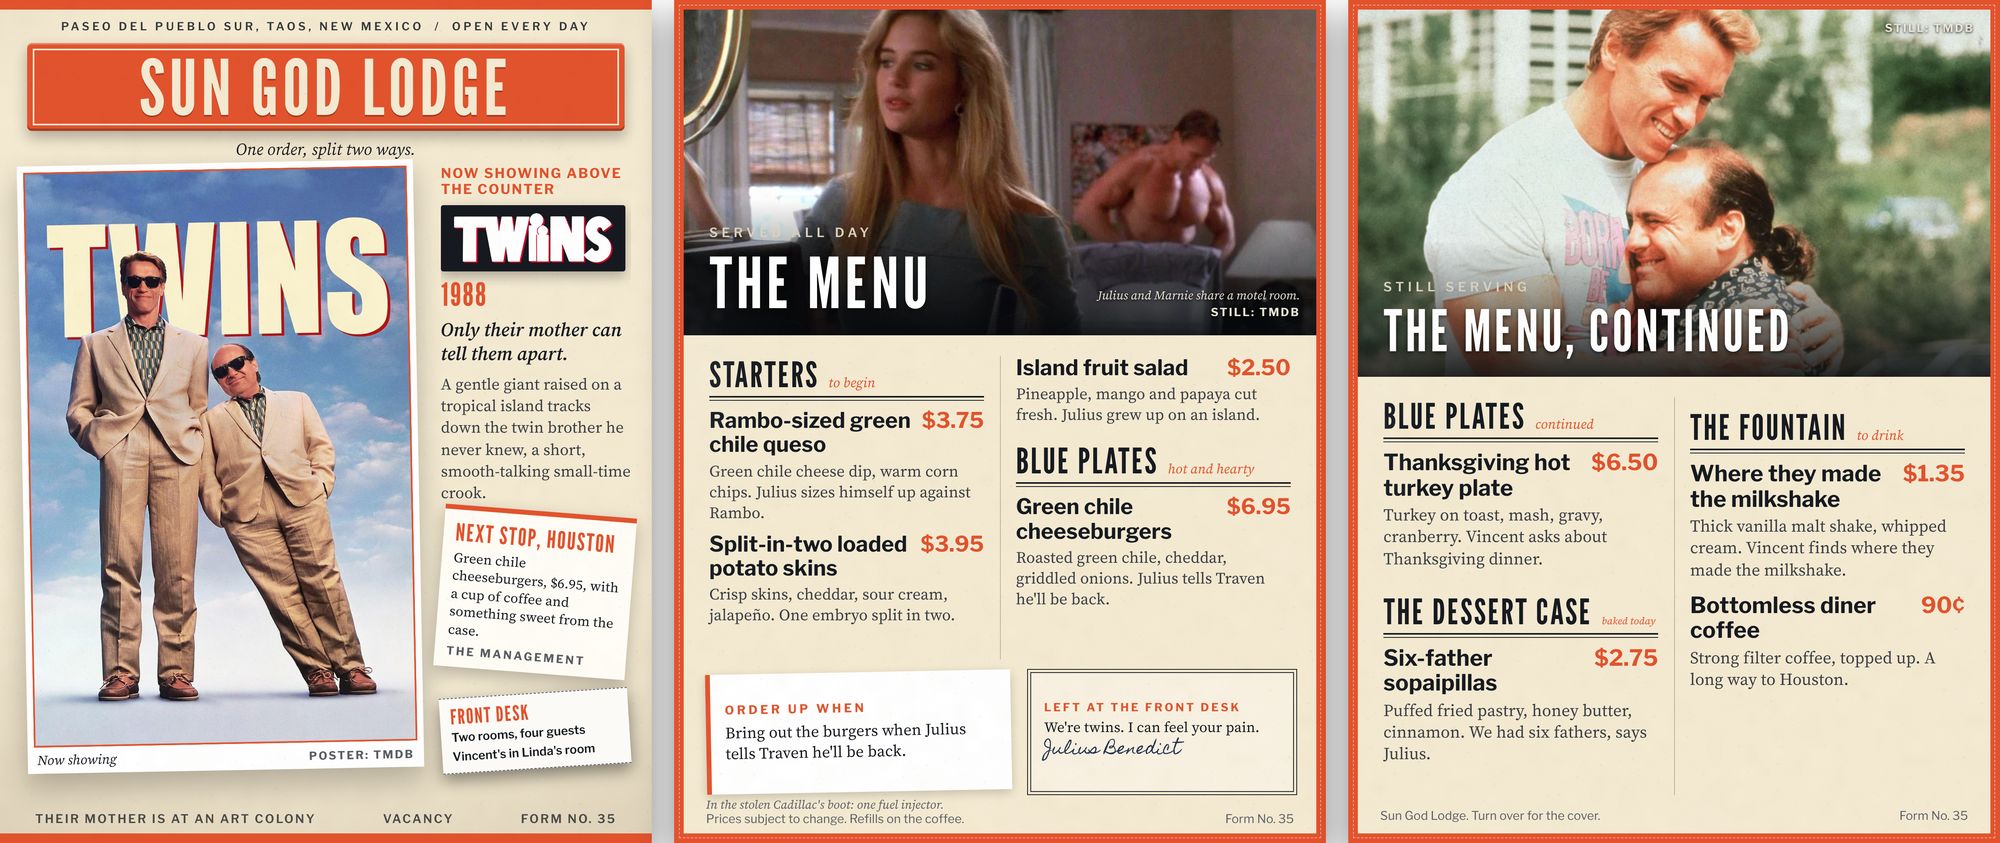 PASEO DEL PUEBLO SUR, TAOS, NEW MEXICO / OPEN EVERY DAY
SUN GOD LODGE
One order, split two ways.
TWINS
Now showing
POSTER: TMDB
NOW SHOWING ABOVE
THE COUNTER
TWiNS
1988
Only their mother can
tell them apart.
A gentle giant raised on a
tropical island tracks
down the twin brother he
never knew, a short,
smooth-talking small-time
crook.
NEXT STOP, HOUSTON
Green chile
cheeseburgers, $6.95, with
a cup of coffee and
something sweet from the
case.
THE MANAGEMENT
FRONT DESK
Two rooms, four guests
Vincent's in Linda's room
THEIR MOTHER IS AT AN ART COLONY
VACANCY
FORM NO. 35
SERVED ALL DAY
THE MENU
Julius and Marnie share a motel room.
STILL: TMDB
STARTERS to begin
Rambo-sized green $3.75
chile queso
Green chile cheese dip, warm corn
chips. Julius sizes himself up against
Rambo.
Split-in-two loaded $3.95
potato skins
Crisp skins, cheddar, sour cream,
jalapeño. One embryo split in two.
Island fruit salad $2.50
Pineapple, mango and papaya cut
fresh. Julius grew up on an island.
BLUE PLATES hot and hearty
Green chile $6.95
cheeseburgers
Roasted green chile, cheddar,
griddled onions. Julius tells Traven
he'll be back.
ORDER UP WHEN
Bring out the burgers when Julius
tells Traven he'll be back.
LEFT AT THE FRONT DESK
We're twins. I can feel your pain.
Julius Benedict
In the stolen Cadillac's boot: one fuel injector.
Prices subject to change. Refills on the coffee.
Form No. 35
STILL: TMDB
BORN
BE
STILL SERVING
THE MENU, CONTINUED
BLUE PLATES continued
Thanksgiving hot $6.50
turkey plate
Turkey on toast, mash, gravy,
cranberry. Vincent asks about
Thanksgiving dinner.
THE DESSERT CASE baked today
Six-father $2.75
sopaipillas
Puffed fried pastry, honey butter,
cinnamon. We had six fathers, says
Julius.
THE FOUNTAIN to drink
Where they made $1.35
the milkshake
Thick vanilla malt shake, whipped
cream. Vincent finds where they
made the milkshake.
Bottomless diner 90¢
coffee
Strong filter coffee, topped up. A
long way to Houston.
Sun God Lodge. Turn over for the cover.
Form No. 35